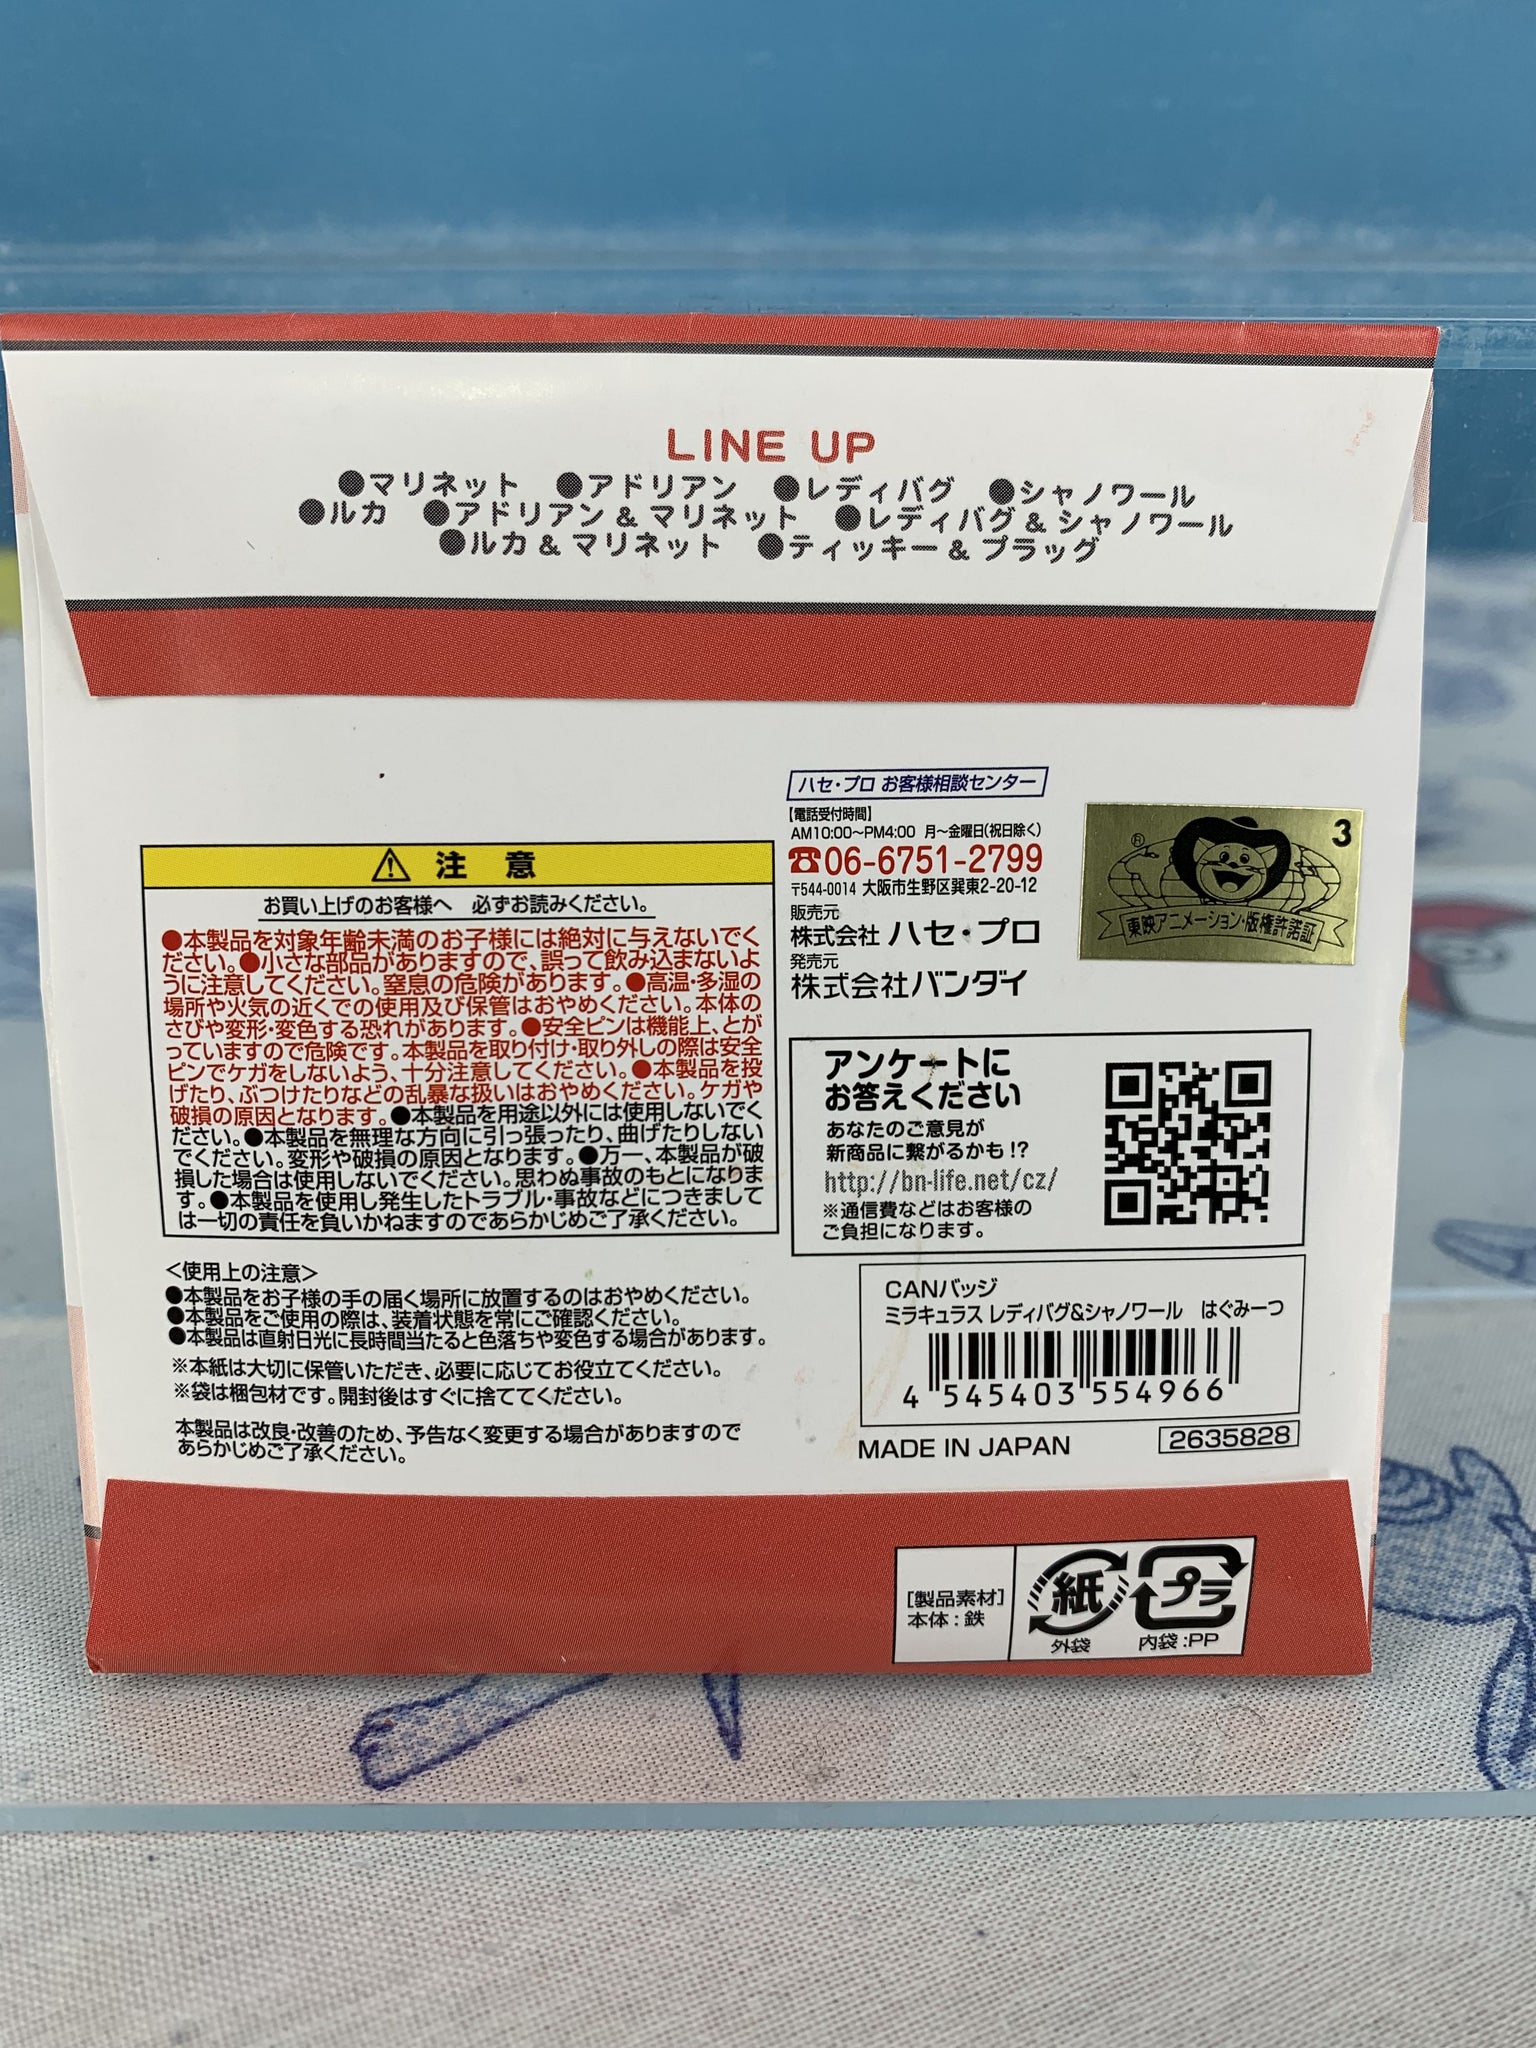 LINE UP
●マリネット ●アドリアン ●レディバグ ●シャノワール
●ルカ ●アドリアン＆マリネット ●レディバグ＆シャノワール
●ルカ＆マリネット ●ティッキー＆プラッグ
⚠注 意
お買い上げのお客様へ 必ずお読みください。
●本製品を対象年齢未満のお子様には絶対に与えないでく
ださい。●小さな部品がありますので、誤って飲み込まないよ
うに注意してください。窒息の危険があります。●高温・多湿の
場所や火気の近くでの使用及び保管はおやめください。本体の
さびや変形・変色する恐れがあります。●安全ピンは機能上、とが
っていますので危険です。本製品を取り付け・取り外しの際は安全
ピンでケガをしないよう、十分注意してください。●本製品を投
げたり、ぶつけたりなどの乱暴な扱いはおやめください。ケガや
破損の原因となります。●本製品を用途以外には使用しないでく
ださい。●本製品を無理な方向に引っ張ったり、曲げたりしない
でください。変形や破損の原因となります。●万一、本製品が破
損した場合は使用しないでください。思わぬ事故のもとになりま
す。●本製品を使用し発生したトラブル・事故などにつきまして
は一切の責任を負いかねますのであらかじめご了承ください。
<使用上の注意>
●本製品をお子様の手の届く場所に放置するのはおやめください。
●本製品をご使用の際は、装着状態を常にご確認ください。
●本製品は直射日光に長時間当たると色落ちや変色する場合があります。
※本紙は大切に保管いただき、必要に応じてお役立てください。
※袋は梱包材です。開封後はすぐに捨ててください。
本製品は改良・改善のため、予告なく変更する場合がありますので
あらかじめご了承ください。
ハセ・プロ お客様相談センター
【電話受付時間】
AM10:00〜PM4:00 月〜金曜日(祝日除く)
☎06-6751-2799
〒544-0014 大阪市生野区巽東2-20-12
販売元
株式会社 ハセ・プロ
発売元
株式会社バンダイ
3
®
東映アニメーション・版権許諾証
アンケートに
お答えください
あなたのご意見が
新商品に繋がるかも!?
http://bn-life.net/cz/
※通信費などはお客様の
ご負担になります。
CANバッジ
ミラキュラス レディバグ&シャノワール はぐみーつ
4 545403 554966
MADE IN JAPAN
2635828
[製品素材]
本体：鉄
紙
外袋
プラ
内袋:PP